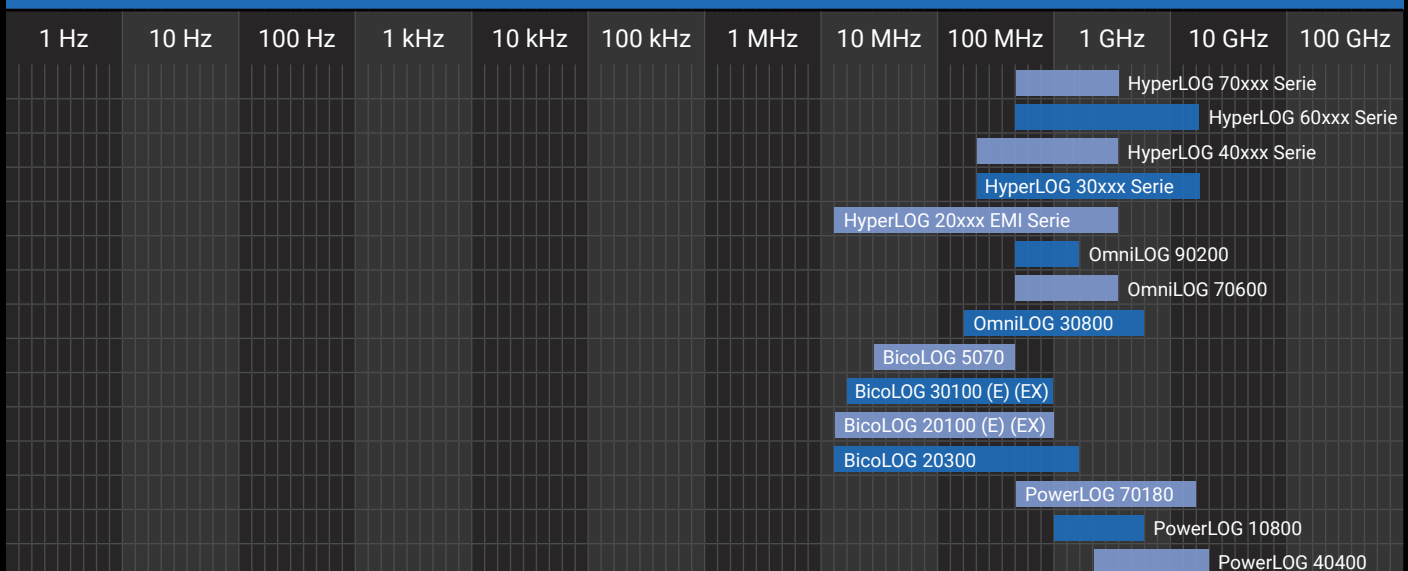 1 Hz 10 Hz 100 Hz 1 kHz 10 kHz 100 kHz 1 MHz 10 MHz 100 MHz 1 GHz 10 GHz 100 GHz
HyperLOG 70xxx Serie
HyperLOG 60xxx Serie
HyperLOG 40xxx Serie
HyperLOG 30xxx Serie
HyperLOG 20xxx EMI Serie
OmniLOG 90200
OmniLOG 70600
OmniLOG 30800
BicoLOG 5070
BicoLOG 30100 (E) (EX)
BicoLOG 20100 (E) (EX)
BicoLOG 20300
PowerLOG 70180
PowerLOG 10800
PowerLOG 40400